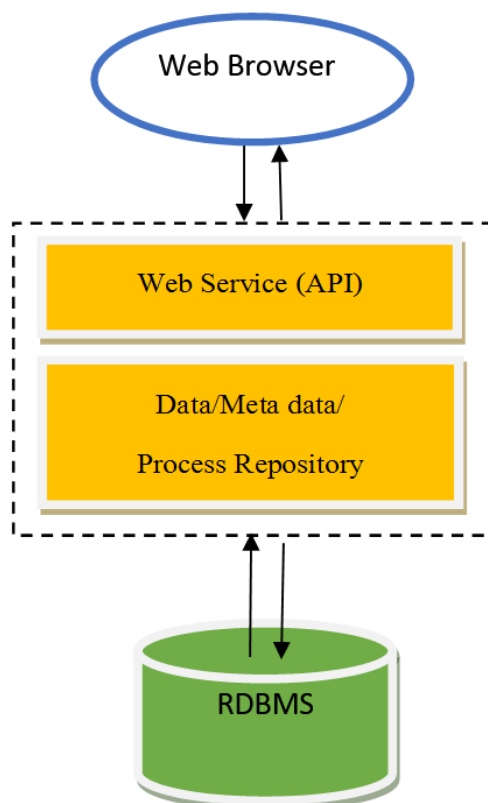 Web Browser
Web Service (API)
Data/Meta data/
Process Repository
RDBMS